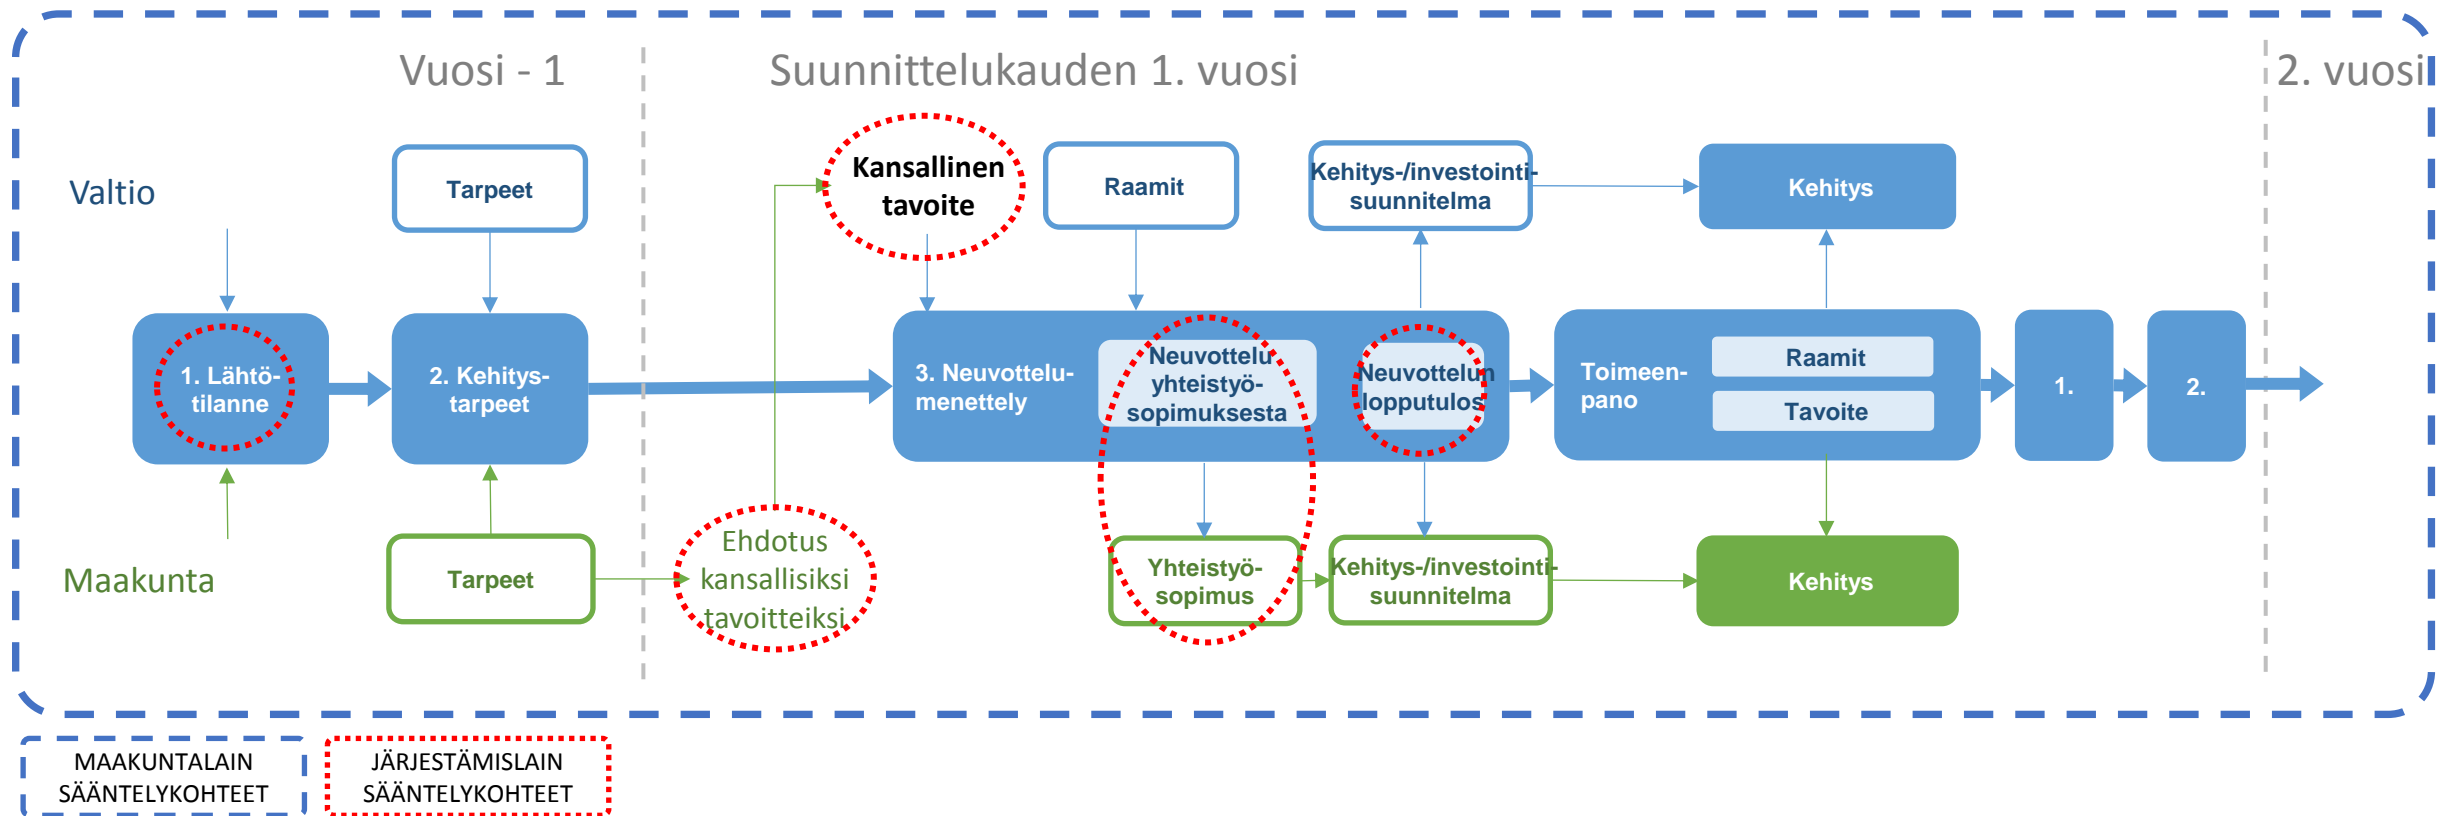 Vuosi - 1
Suunnittelukauden 1. vuosi
2. vuosi
Valtio
Tarpeet
Kansallinen
tavoite
Raamit
Kehitys-/investointi-
suunnitelma
Kehitys
1. Lähtö-
tilanne
2. Kehitys-
tarpeet
3. Neuvottelu-
menettely
Neuvottelu
yhteistyö-
sopimuksesta
Neuvottelun
lopputulos
Toimeen-
pano
Raamit
Tavoite
1.
2.
Maakunta
Tarpeet
Ehdotus
kansallisiksi
tavoitteiksi
Yhteistyö-
sopimus
Kehitys-/investointi-
suunnitelma
Kehitys
MAAKUNTALAIN
SÄÄNTELYKOHTEET
JÄRJESTÄMISLAIN
SÄÄNTELYKOHTEET